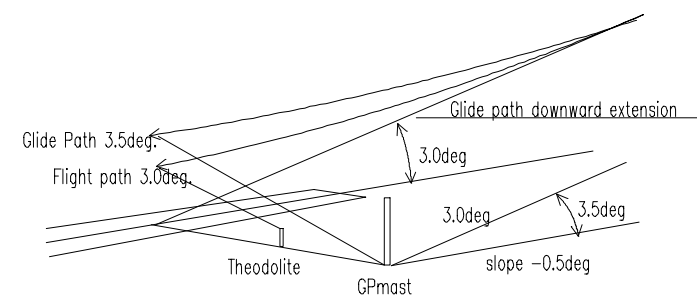 Glide path downward extension
Glide Path 3.5deg.
3.0deg
Flight path 3.0deg.
3.0deg
3.5deg
Theodolite
slope -0.5deg
GPmast